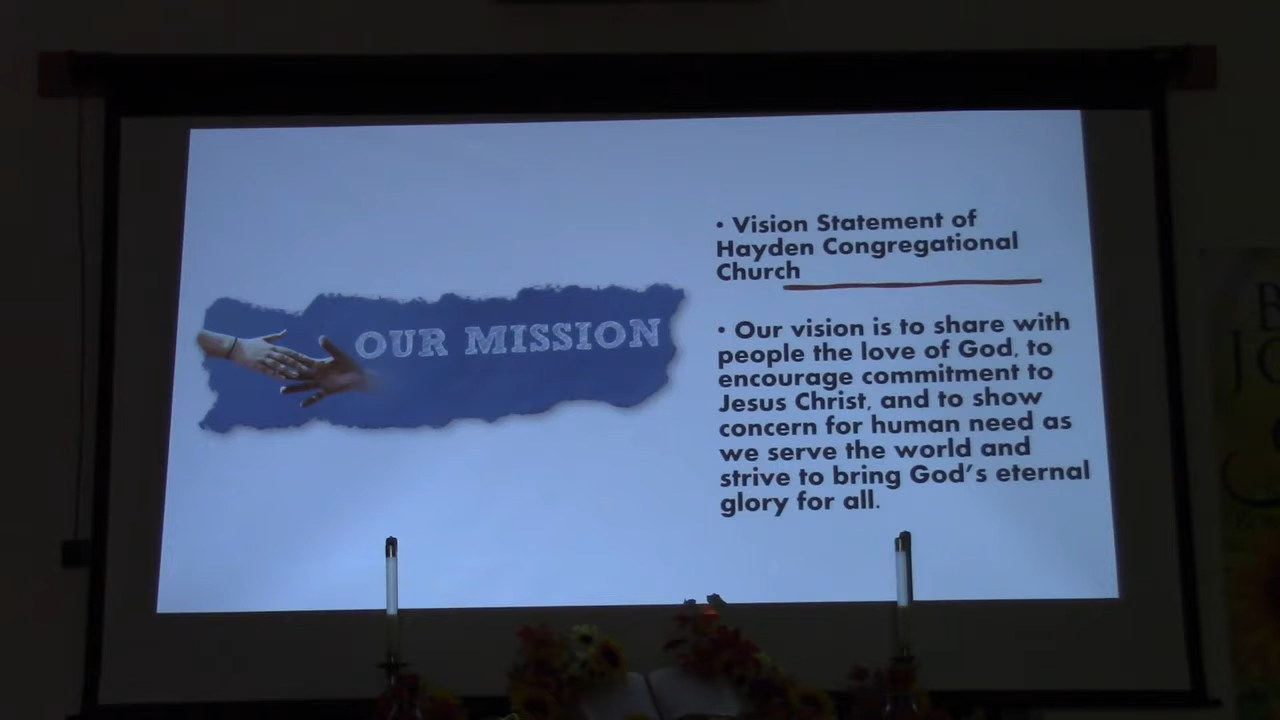 OUR MISSION
• Vision Statement of
Hayden Congregational
Church
• Our vision is to share with
people the love of God, to
encourage commitment to
Jesus Christ, and to show
concern for human need as
we serve the world and
strive to bring God's eternal
glory for all.